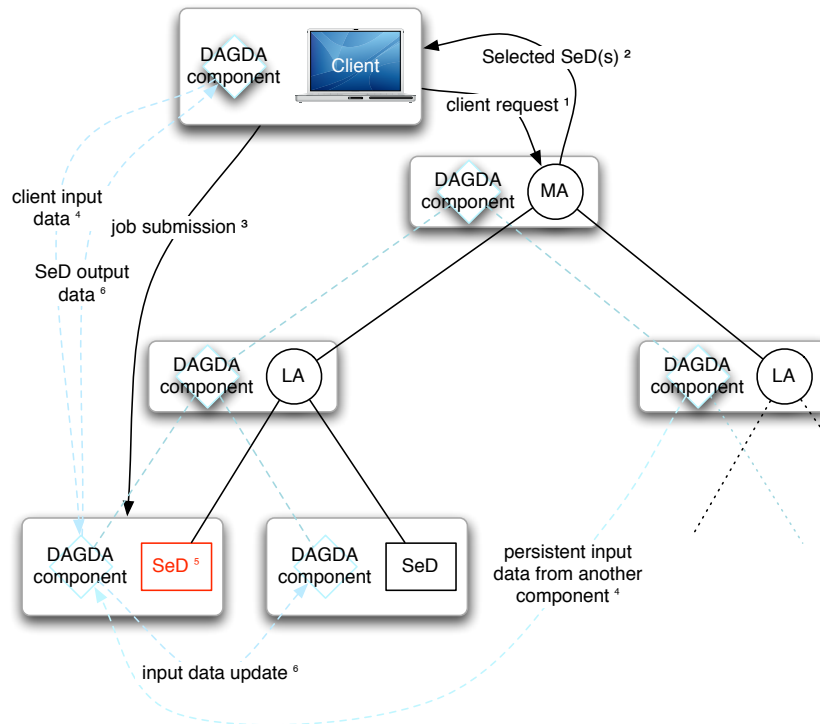 DAGDA
component
Client
Selected SeD(s) ²
client request ¹
DAGDA
component
MA
client input
data ⁴
job submission ³
SeD output
data ⁶
DAGDA
component
LA
DAGDA
component
LA
DAGDA
component
SeD ⁵
DAGDA
component
SeD
persistent input
data from another
component ⁴
input data update ⁶